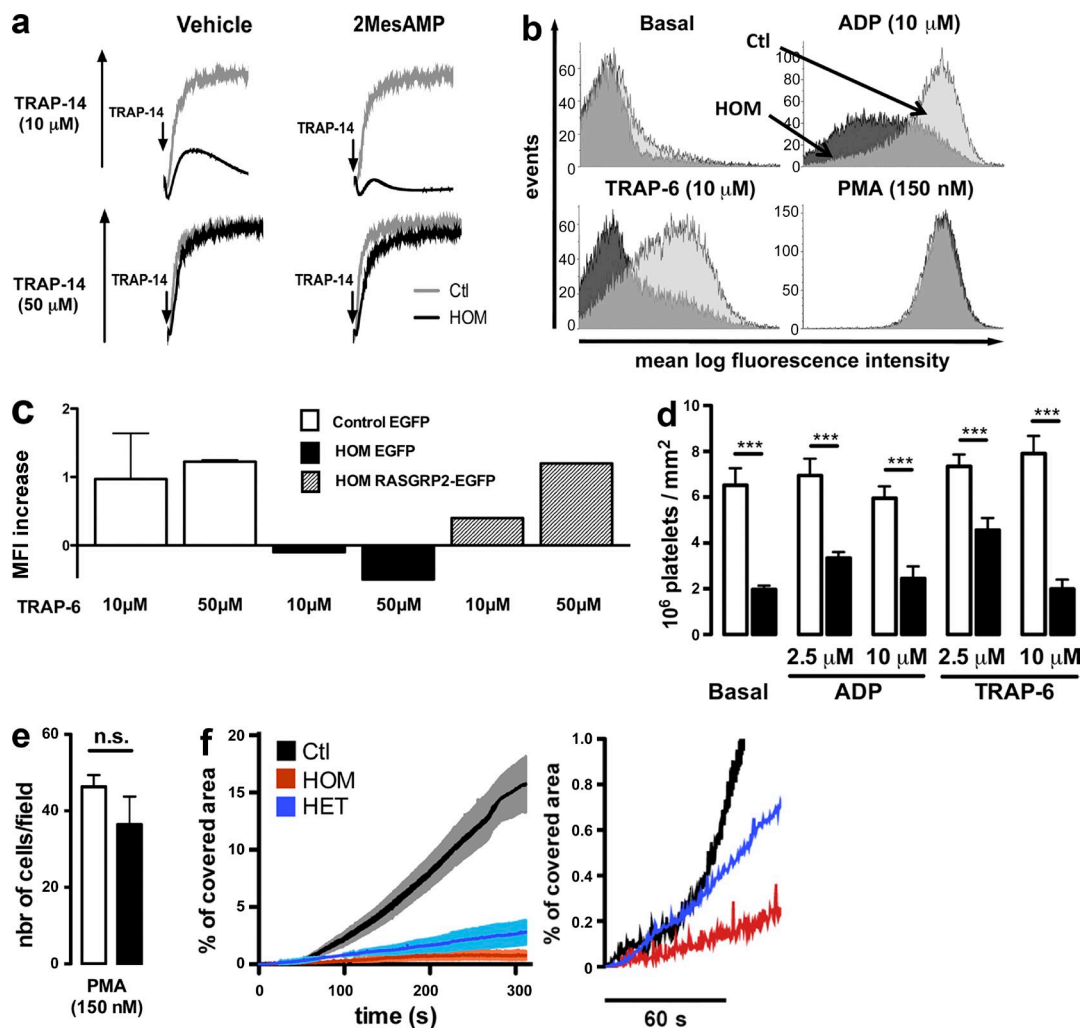 a
Vehicle
2MesAMP
TRAP-14
(10 μM)
TRAP-14
TRAP-14
TRAP-14
(50 μM)
TRAP-14
TRAP-14
Ctl
HOM
b
Basal
ADP (10 μM)
Ctl
HOM
60
40
20
0
100
80
60
40
20
0
events
TRAP-6 (10 μM)
PMA (150 nM)
60
40
20
0
150
100
50
0
mean log fluorescence intensity
c
MFI increase
2
1
0
Control EGFP
HOM EGFP
HOM RASGRP2-EGFP
TRAP-6
10μM
50μM
10μM
50μM
10μM
50μM
d
10⁶ platelets / mm²
10
8
6
4
2
0
***
***
***
***
***
2.5 μM
10 μM
2.5 μM
10 μM
Basal
ADP
TRAP-6
e
nbr of cells/field
60
40
20
0
n.s.
PMA
(150 nM)
f
% of covered area
20
15
10
5
0
Ctl
HOM
HET
0
100
200
300
time (s)
% of covered area
1.0
0.8
0.6
0.4
0.2
0
60 s